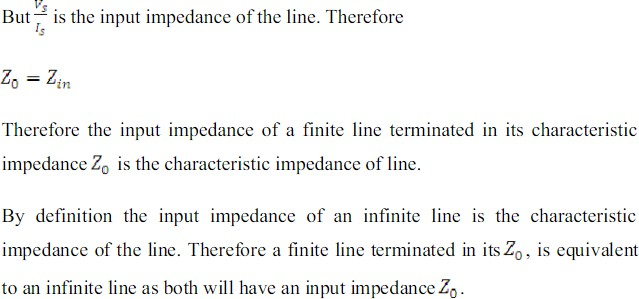 But V_s/I_s is the input impedance of the line. Therefore
Z_0 = Z_in
Therefore the input impedance of a finite line terminated in its characteristic
impedance Z_0 is the characteristic impedance of line.
By definition the input impedance of an infinite line is the characteristic
impedance of the line. Therefore a finite line terminated in its Z_0, is equivalent
to an infinite line as both will have an input impedance Z_0.